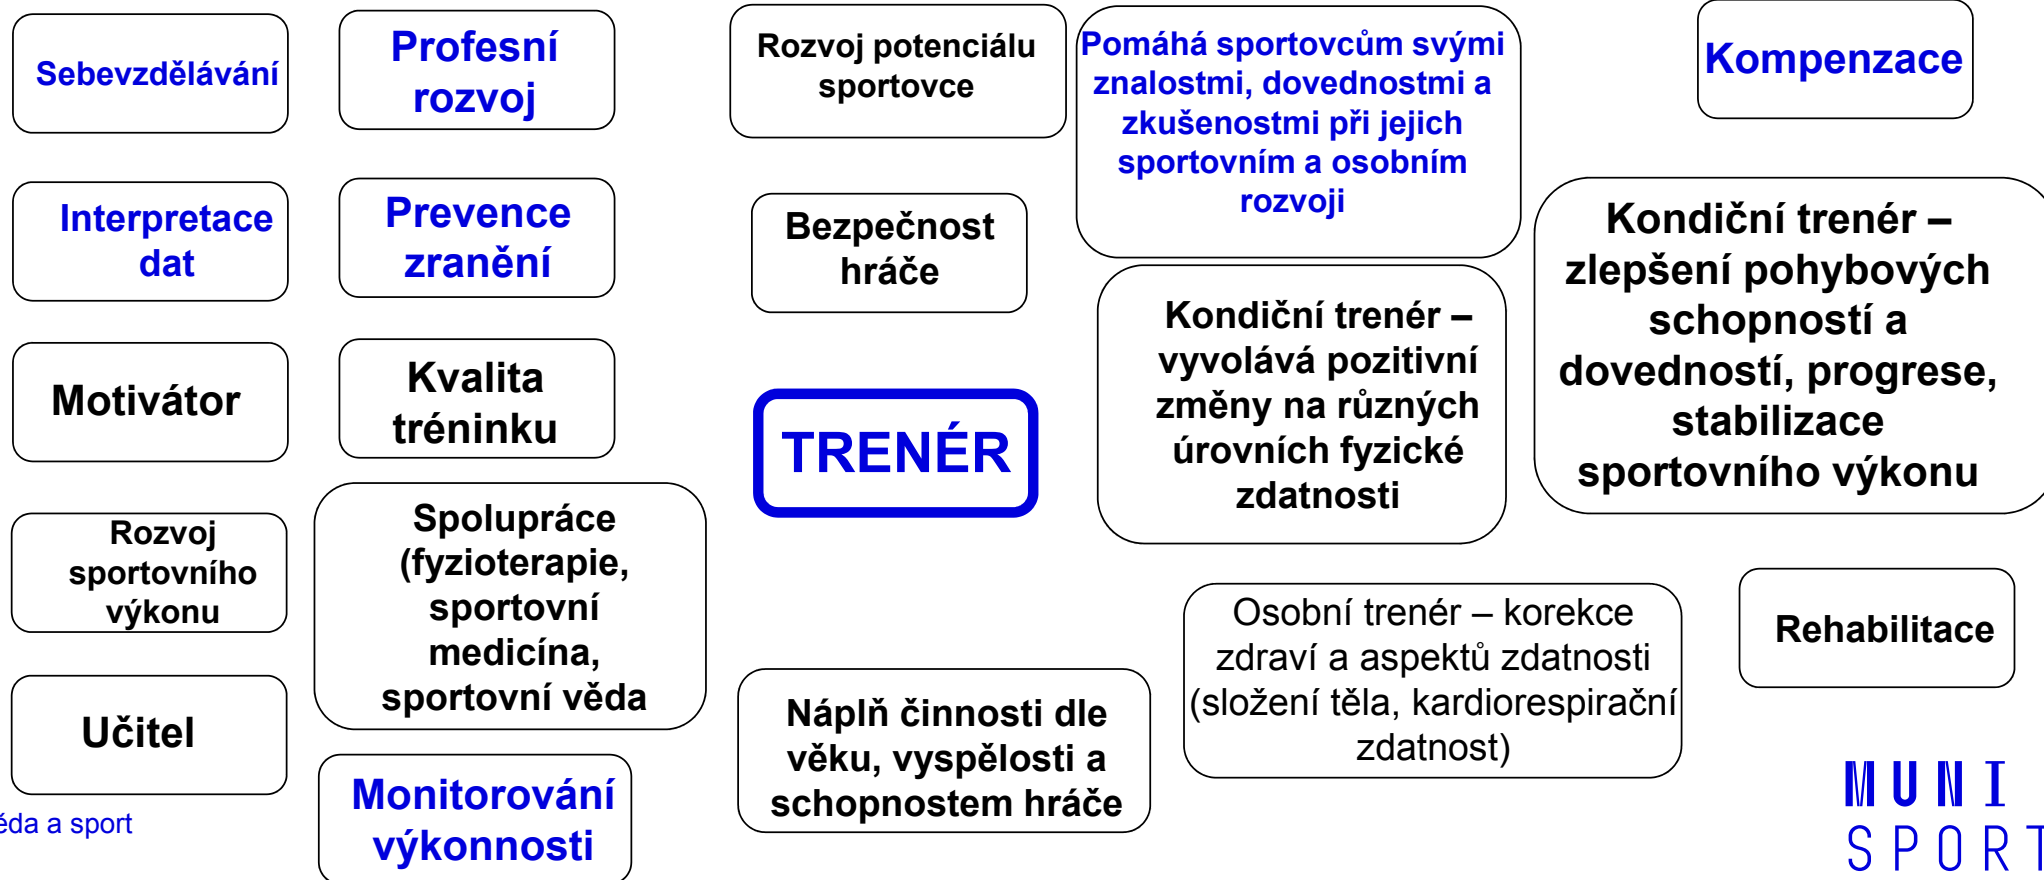 Sebevzdělávání
Profesní
rozvoj
Rozvoj potenciálu
sportovce
Pomáhá sportovcům svými
znalostmi, dovednostmi a
zkušenostmi při jejich
sportovním a osobním
rozvoji
Kompenzace
Interpretace
dat
Prevence
zranění
Bezpečnost
hráče
Kondiční trenér –
zlepšení pohybových
schopností a
dovedností, progrese,
stabilizace
sportovního výkonu
Motivátor
Kvalita
tréninku
TRENÉR
Kondiční trenér –
vyvolává pozitivní
změny na různých
úrovních fyzické
zdatnosti
Rozvoj
sportovního
výkonu
Spolupráce
(fyzioterapie,
sportovní
medicína,
sportovní věda
Osobní trenér – korekce
zdraví a aspektů zdatnosti
(složení těla, kardiorespirační
zdatnost)
Rehabilitace
Učitel
Náplň činnosti dle
věku, vyspělosti a
schopnostem hráče
Monitorování
výkonnosti
ěda a sport
MUNI
SPORT